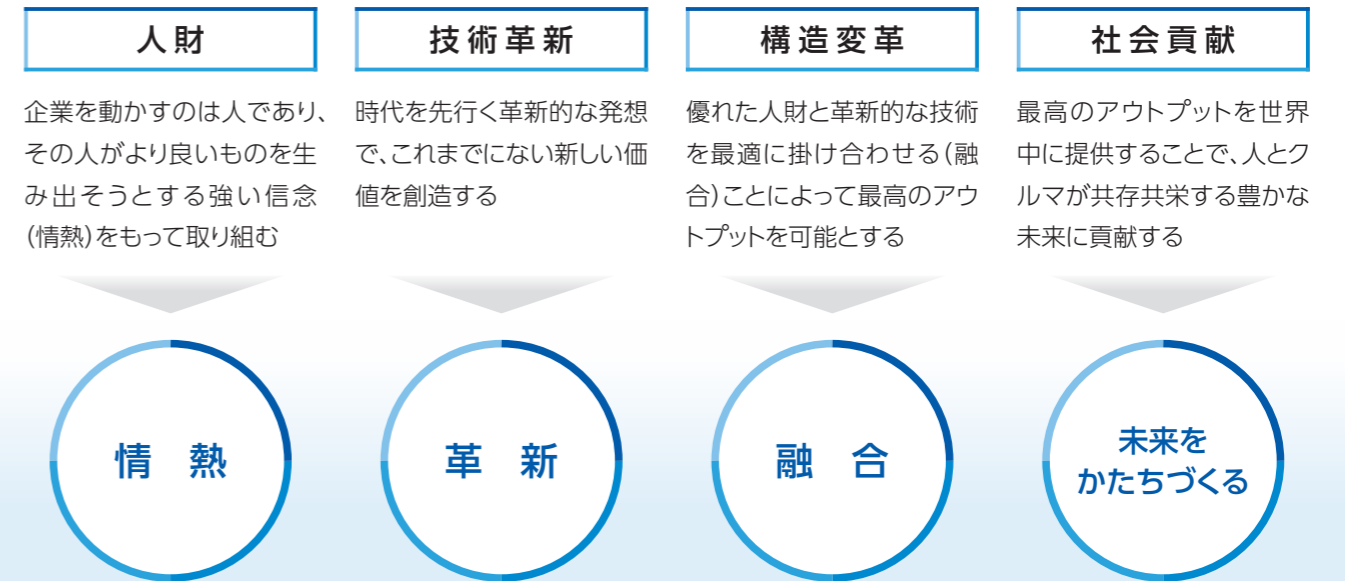 人財
企業を動かすのは人であり、
その人がより良いものを生
み出そうとする強い信念
(情熱)をもって取り組む
情 熱
技術革新
時代を先行く革新的な発想
で、これまでにない新しい価
値を創造する
革 新
構造変革
優れた人財と革新的な技術
を最適に掛け合わせる(融
合)ことによって最高のアウ
トプットを可能とする
融 合
社会貢献
最高のアウトプットを世界
中に提供することで、人とク
ルマが共存共栄する豊かな
未来に貢献する
未来を
かたちづくる